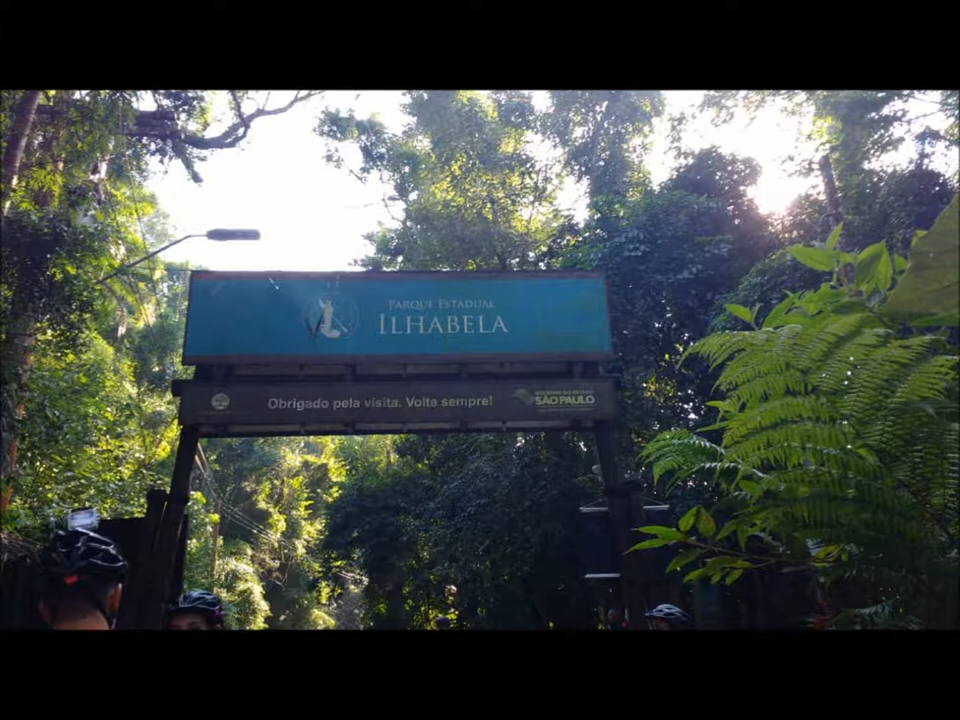 PARQUE ESTADUAL
ILHABELA
Obrigado pela visita. Volte sempre!
SÃO PAULO